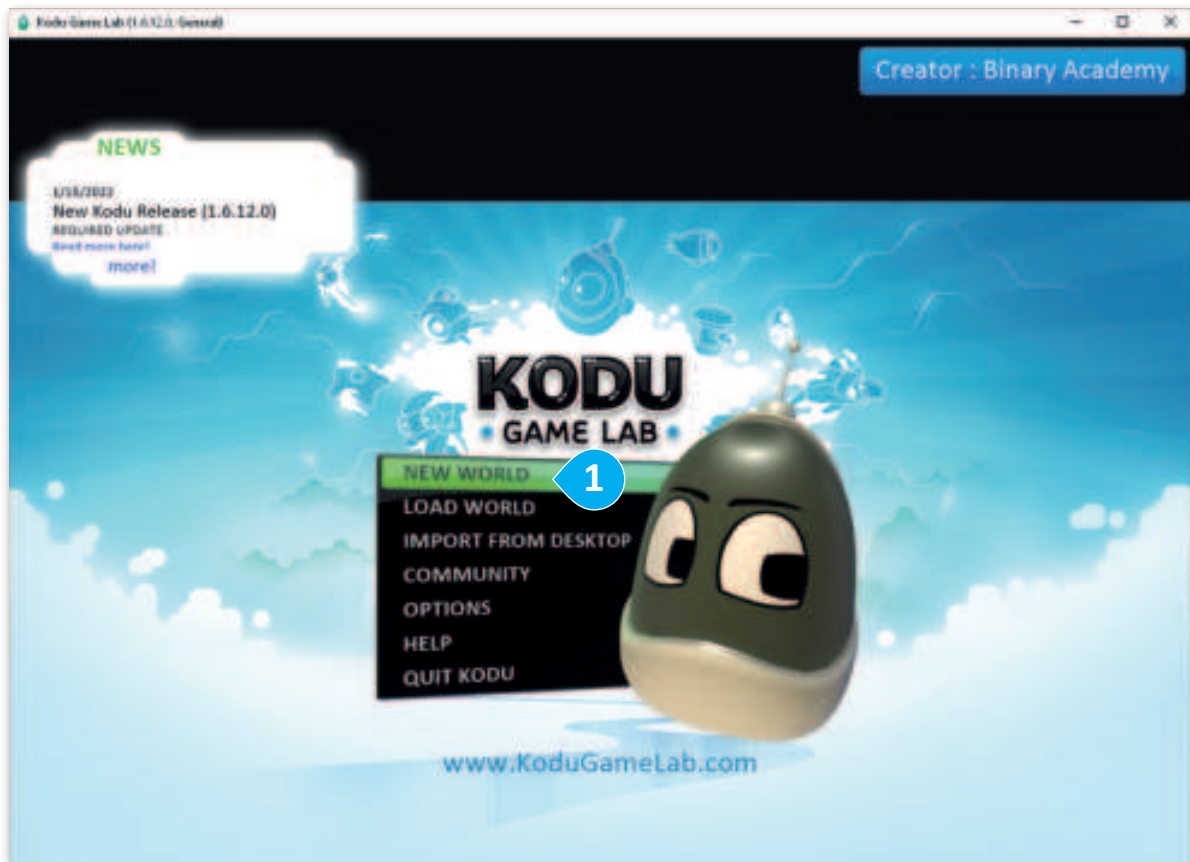 Kodu Game Lab (1.6.12.0, General)
Creator : Binary Academy
NEWS
1/15/2022
New Kodu Release (1.6.12.0)
REQUIRED UPDATE
Read more here!
more!
KODU
GAME LAB
NEW WORLD
1
LOAD WORLD
IMPORT FROM DESKTOP
COMMUNITY
OPTIONS
HELP
QUIT KODU
www.KoduGameLab.com